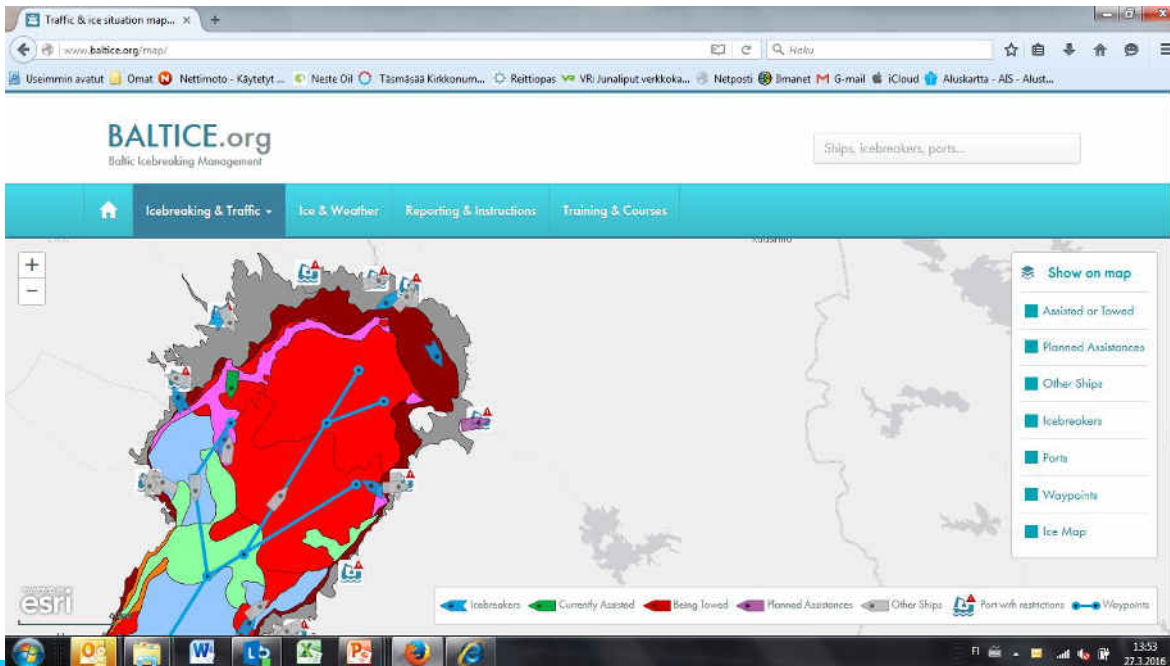 Traffic & ice situation map...
www.baltice.org/map/
Haku
Useimmin avatut Omat Nettimoto - Käytetyt ... Neste Oil Täsmäsää Kirkkonum... Reittiopas VR: Junaliput verkkoka... Netposti Ilmanet G-mail iCloud Aluskartta - AIS - Alust...
BALTICE.org
Baltic Icebreaking Management
Ships, icebreakers, ports...
Icebreaking & Traffic Ice & Weather Reporting & Instructions Training & Courses
+
−
Show on map
Assisted or Towed
Planned Assistances
Other Ships
Icebreakers
Ports
Waypoints
Ice Map
esri
Icebreakers Currently Assisted Being Towed Planned Assistances Other Ships Port with restrictions Waypoints
FI
13:53
27.3.2016